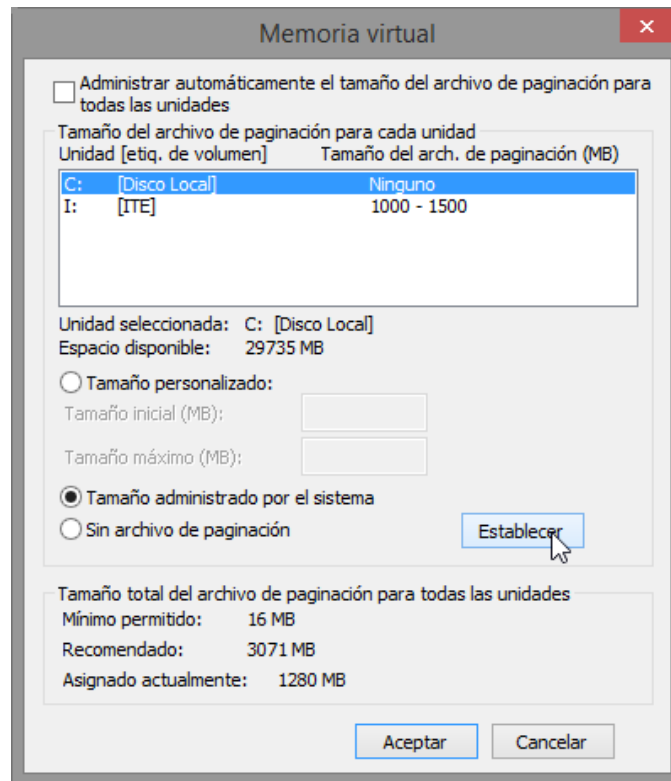 Memoria virtual
Administrar automáticamente el tamaño del archivo de paginación para
todas las unidades
Tamaño del archivo de paginación para cada unidad
Unidad [etiq. de volumen] Tamaño del arch. de paginación (MB)
C: [Disco Local] Ninguno
I: [ITE] 1000 - 1500
Unidad seleccionada: C: [Disco Local]
Espacio disponible: 29735 MB
Tamaño personalizado:
Tamaño inicial (MB):
Tamaño máximo (MB):
Tamaño administrado por el sistema
Sin archivo de paginación Establecer
Tamaño total del archivo de paginación para todas las unidades
Mínimo permitido: 16 MB
Recomendado: 3071 MB
Asignado actualmente: 1280 MB
Aceptar Cancelar